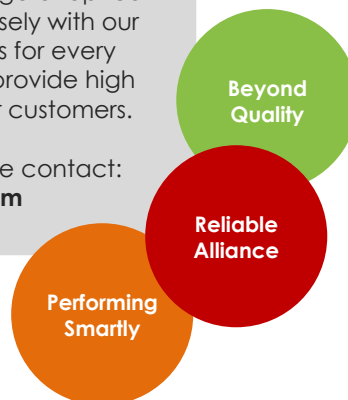 sely with our
s for every
provide high
customers.
e contact:
m
Beyond
Quality
Reliable
Alliance
Performing
Smartly